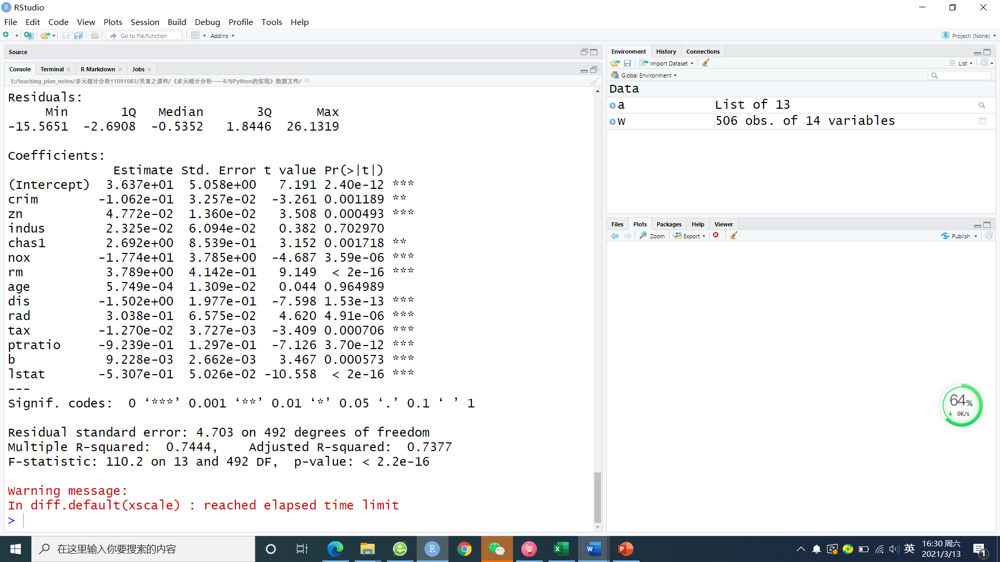 RStudio
File Edit Code View Plots Session Build Debug Profile Tools Help
Go to file/function Addins Project: (None)
Source
Console Terminal R Markdown Jobs
E:/teaching_plan_notes/多元统计分析11091083/吴喜之课件/《多元统计分析——R与Python的实现》数据文件/
Residuals:
     Min       1Q   Median       3Q      Max
-15.5651  -2.6908  -0.5352   1.8446  26.1319
Coefficients:
              Estimate Std. Error t value Pr(>|t|)
(Intercept)  3.637e+01  5.058e+00   7.191 2.40e-12 ***
crim        -1.062e-01  3.257e-02  -3.261 0.001189 **
zn           4.772e-02  1.360e-02   3.508 0.000493 ***
indus        2.325e-02  6.094e-02   0.382 0.702970
chas1        2.692e+00  8.539e-01   3.152 0.001718 **
nox         -1.774e+01  3.785e+00  -4.687 3.59e-06 ***
rm           3.789e+00  4.142e-01   9.149  < 2e-16 ***
age          5.749e-04  1.309e-02   0.044 0.964989
dis         -1.502e+00  1.977e-01  -7.598 1.53e-13 ***
rad          3.038e-01  6.575e-02   4.620 4.91e-06 ***
tax         -1.270e-02  3.727e-03  -3.409 0.000706 ***
ptratio     -9.239e-01  1.297e-01  -7.126 3.70e-12 ***
b            9.228e-03  2.662e-03   3.467 0.000573 ***
lstat       -5.307e-01  5.026e-02 -10.558  < 2e-16 ***
---
Signif. codes:  0 ‘***’ 0.001 ‘**’ 0.01 ‘*’ 0.05 ‘.’ 0.1 ‘ ’ 1
Residual standard error: 4.703 on 492 degrees of freedom
Multiple R-squared:  0.7444,    Adjusted R-squared:  0.7377
F-statistic: 110.2 on 13 and 492 DF,  p-value: < 2.2e-16
Warning message:
In diff.default(xscale) : reached elapsed time limit
>
Environment History Connections
Import Dataset List
Global Environment
Data
a List of 13
w 506 obs. of 14 variables
Files Plots Packages Help Viewer
Zoom Export Publish
64%
0K/s
在这里输入你要搜索的内容
英
16:30 周六
2021/3/13
1